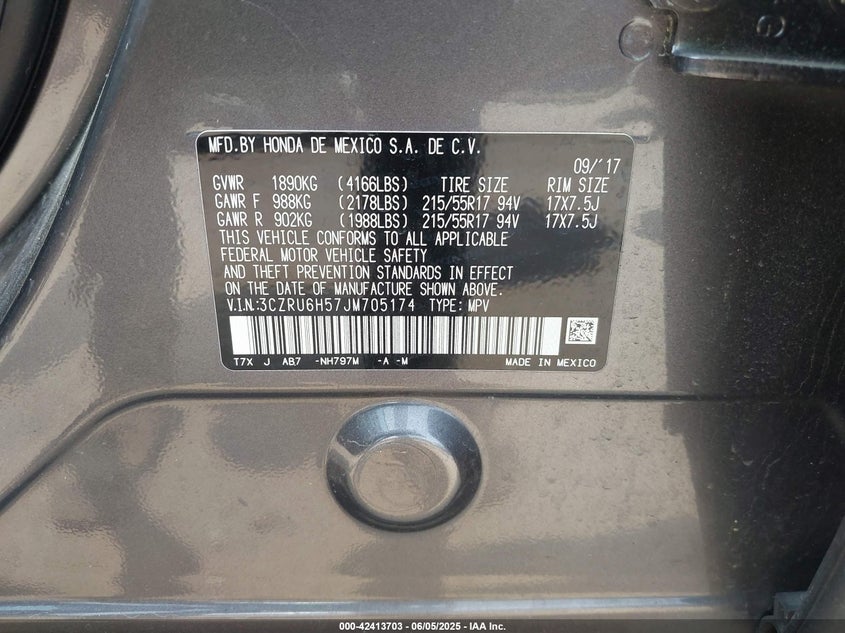 MFD.BY HONDA DE MEXICO S.A. DE C.V.
09/'17
GVWR 1890KG (4166LBS) TIRE SIZE RIM SIZE
GAWR F 988KG (2178LBS) 215/55R17 94V 17X7.5J
GAWR R 902KG (1988LBS) 215/55R17 94V 17X7.5J
THIS VEHICLE CONFORMS TO ALL APPLICABLE
FEDERAL MOTOR VEHICLE SAFETY
AND THEFT PREVENTION STANDARDS IN EFFECT
ON THE DATE OF MANUFACTURE SHOWN ABOVE.
V.I.N.:3CZRU6H57JM705174 TYPE: MPV
T7X J AB7 -NH797M -A -M MADE IN MEXICO
000-42413703 - 06/05/2025 - IAA Inc.